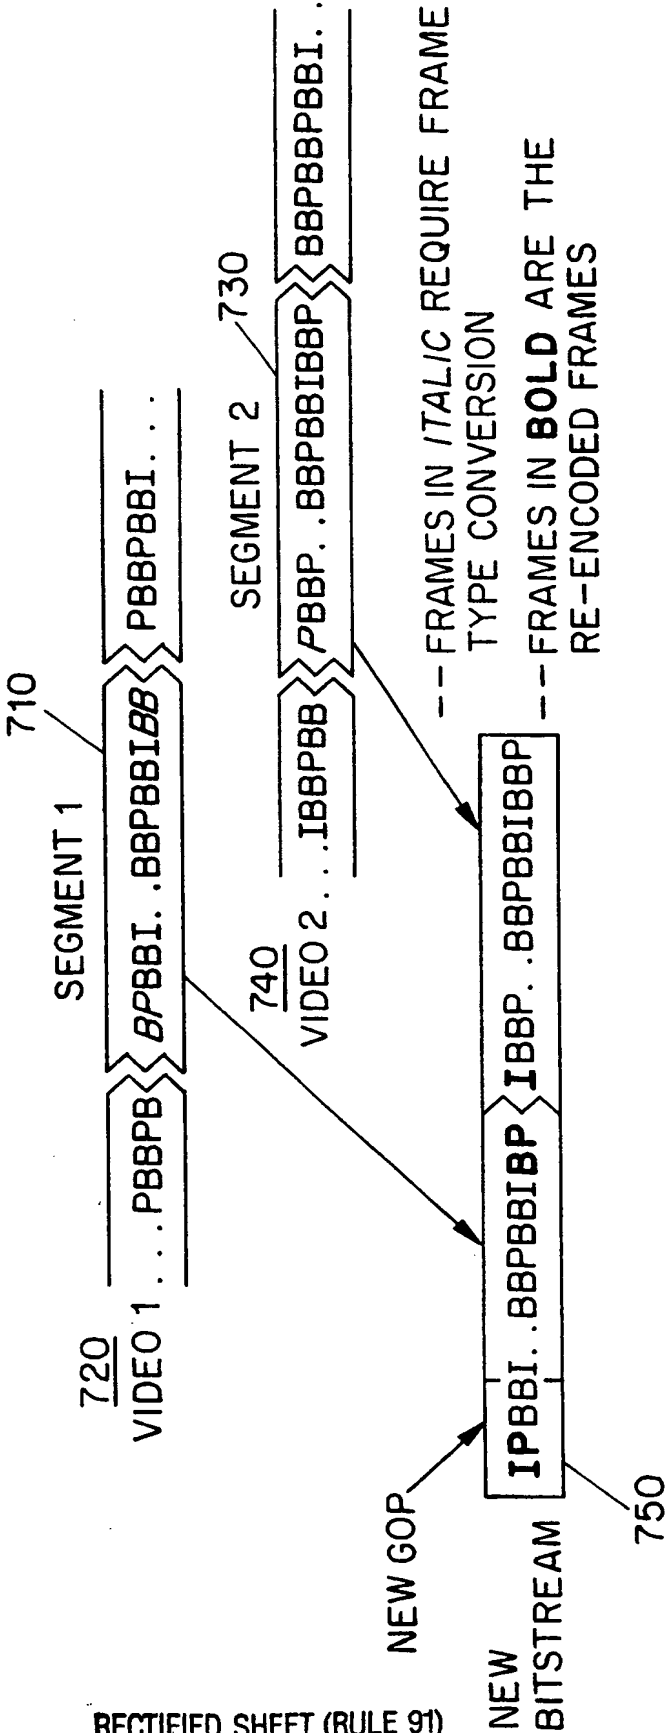 710
SEGMENT 1
720
VIDEO 1 . . . PBBPB BPBBI. .BBPBBIBB PBBPBBI. . .
730
SEGMENT 2
740
VIDEO 2 . . .IBBPBB PBBP. .BBPBBIBBP BBPBBPBBI. . .
-- FRAMES IN ITALIC REQUIRE FRAME
TYPE CONVERSION
-- FRAMES IN BOLD ARE THE
RE-ENCODED FRAMES
NEW GOP
NEW
BITSTREAM
IPBBI. .BBPBBIBP IBBP. .BBPBBIBBP
750
RECTIFIED SHEET (RULE 91)